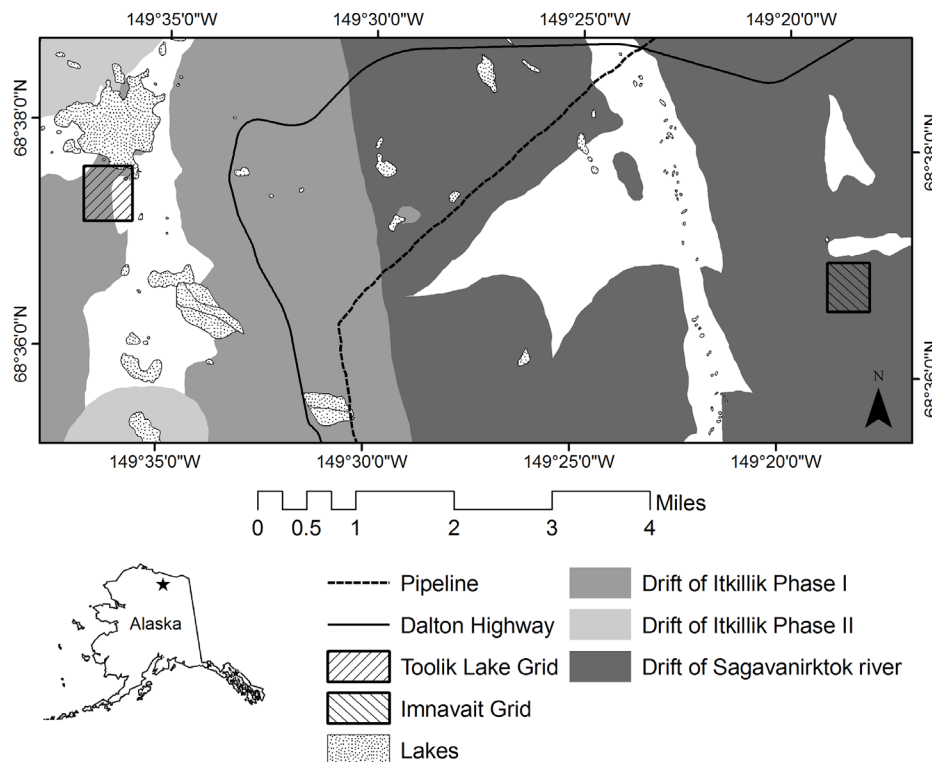 149°35'0"W 149°30'0"W 149°25'0"W 149°20'0"W
68°38'0"N
68°38'0"N
68°36'0"N
68°36'0"N
N
149°35'0"W 149°30'0"W 149°25'0"W 149°20'0"W
Miles
0 0.5 1 2 3 4
Alaska
Pipeline
Dalton Highway
Toolik Lake Grid
Imnavait Grid
Lakes
Drift of Itkillik Phase I
Drift of Itkillik Phase II
Drift of Sagavanirktok river